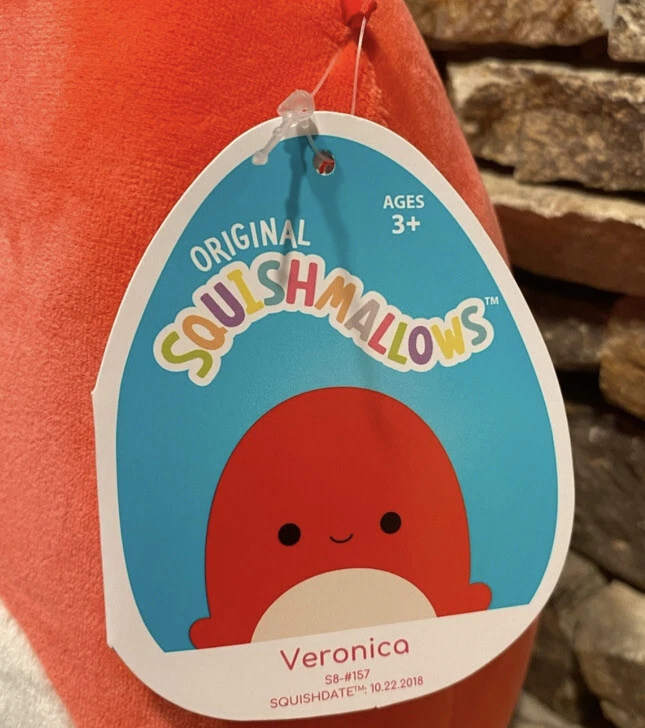 AGES
3+
ORIGINAL
SQUISHMALLOWS™
Veronica
S8-#157
SQUISHDATE™: 10.22.2018